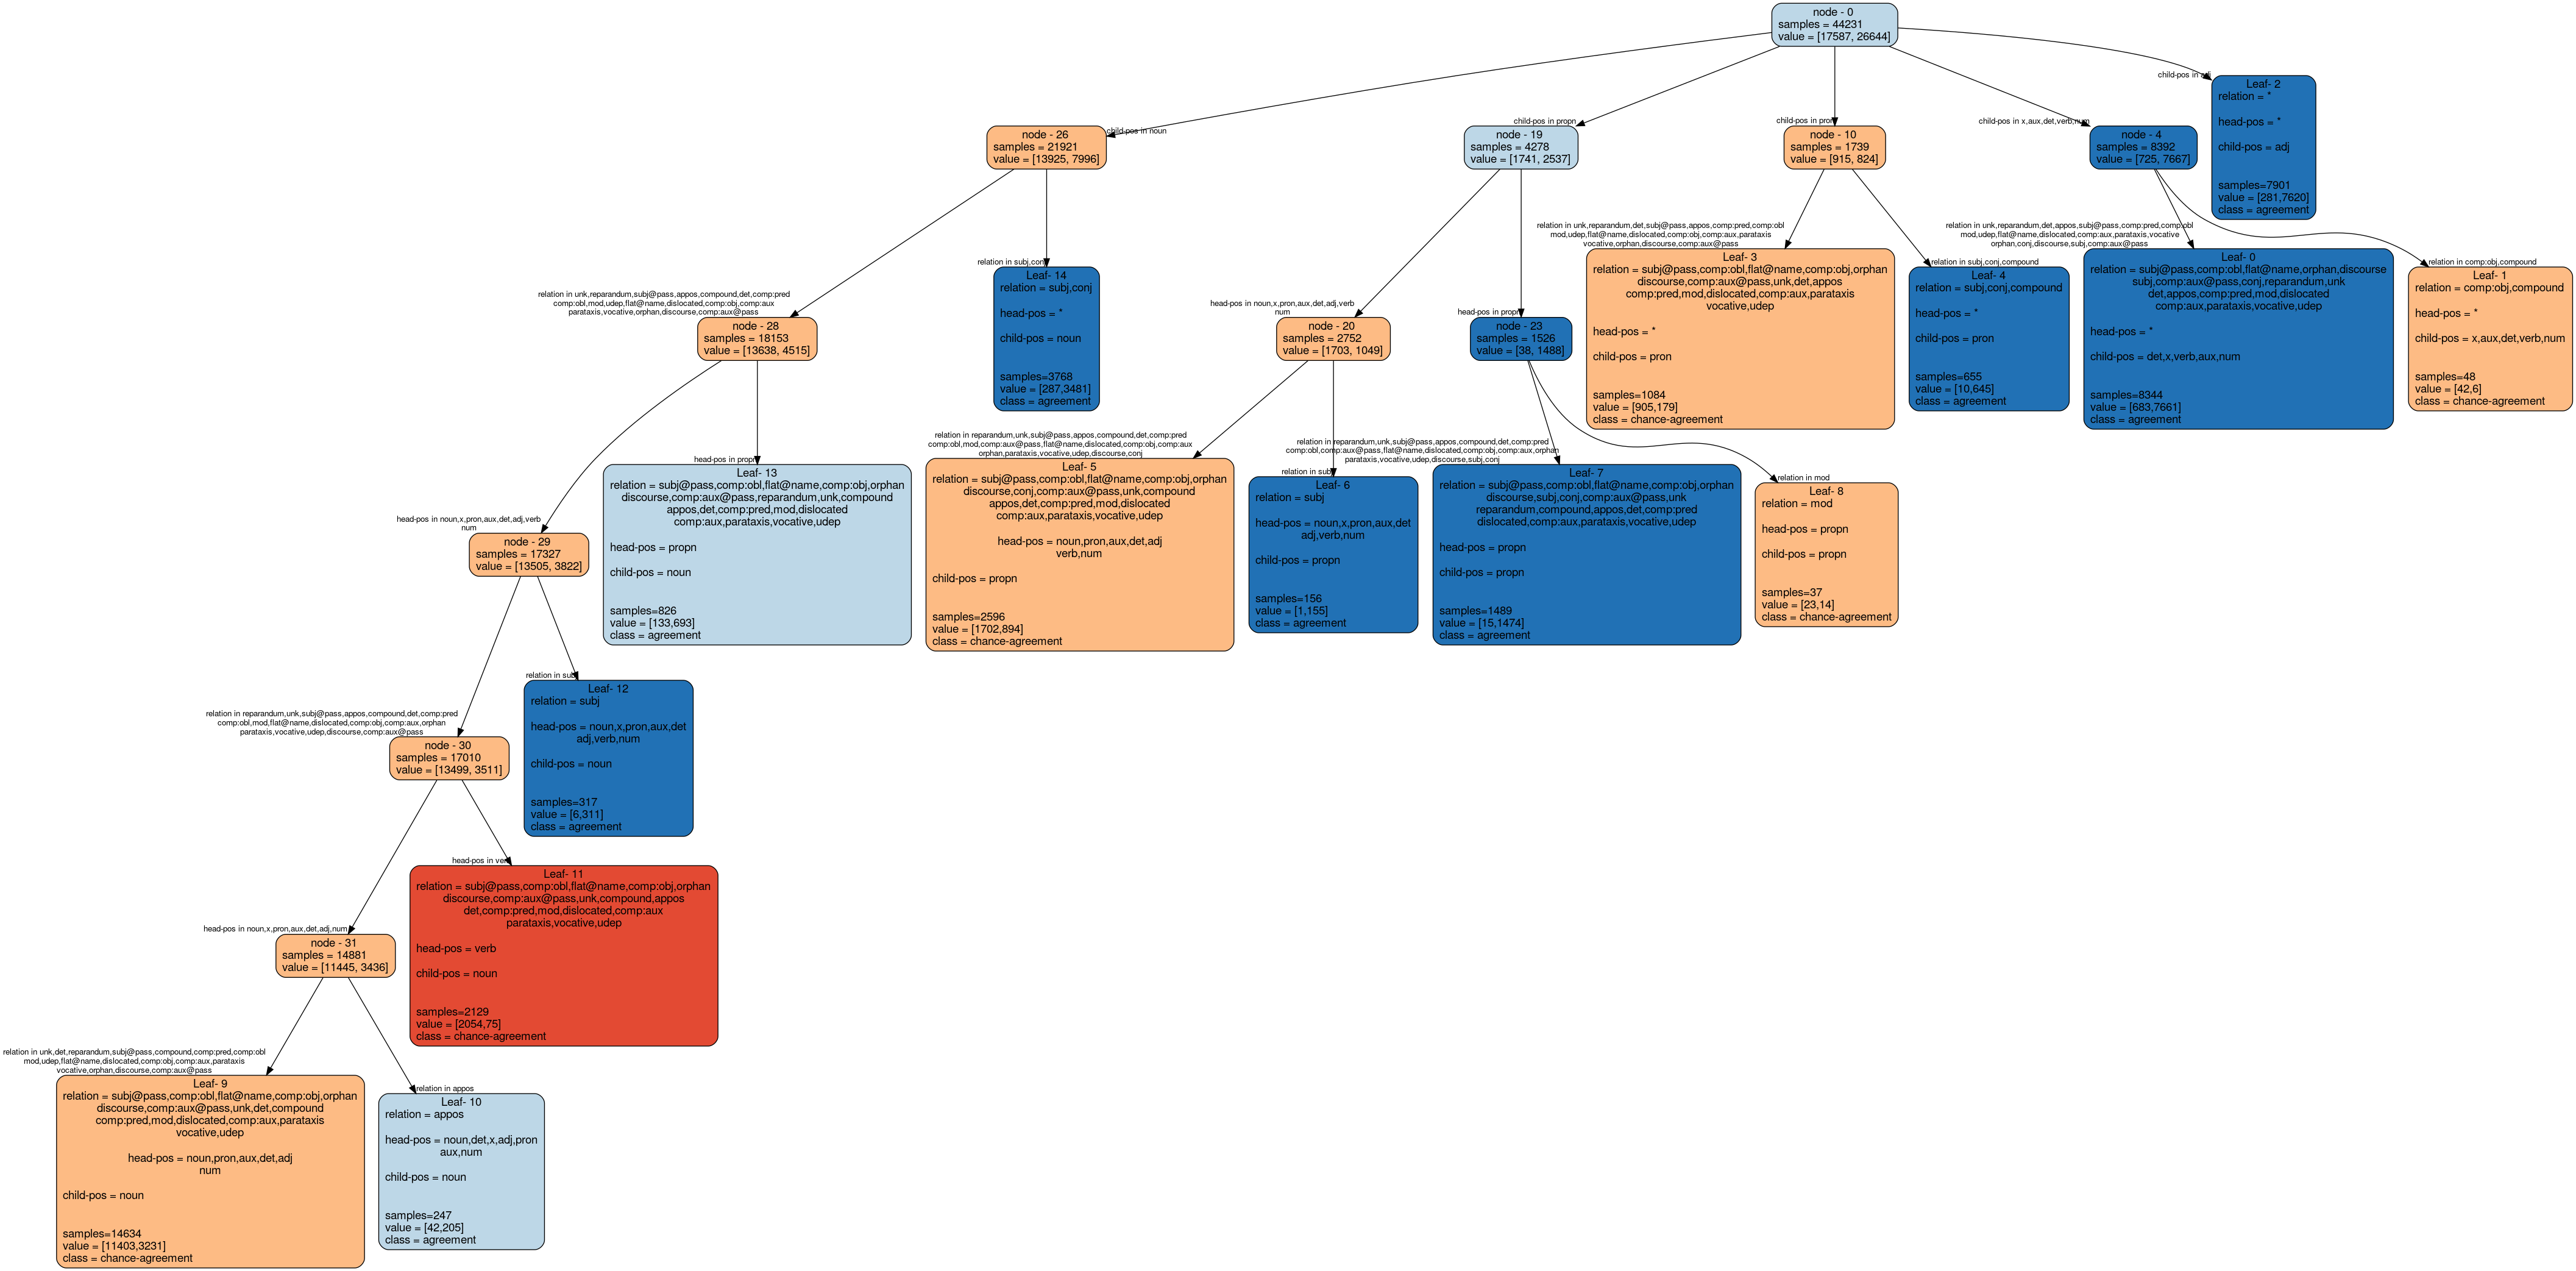 node - 0
samples = 44231
value = [17587, 26644]
child-pos in noun
node - 26
samples = 21921
value = [13925, 7996]
child-pos in propn
node - 19
samples = 4278
value = [1741, 2537]
child-pos in pron
node - 10
samples = 1739
value = [915, 824]
child-pos in x,aux,det,verb,num
node - 4
samples = 8392
value = [725, 7667]
child-pos in adj
Leaf- 2
relation = *
head-pos = *
child-pos = adj
samples=7901
value = [281,7620]
class = agreement
relation in unk,reparandum,subj@pass,appos,compound,det,comp:pred
comp:obl,mod,udep,flat@name,dislocated,comp:obj,comp:aux
parataxis,vocative,orphan,discourse,comp:aux@pass
node - 28
samples = 18153
value = [13638, 4515]
relation in subj,conj
Leaf- 14
relation = subj,conj
head-pos = *
child-pos = noun
samples=3768
value = [287,3481]
class = agreement
head-pos in noun,x,pron,aux,det,adj,verb
num
node - 20
samples = 2752
value = [1703, 1049]
head-pos in propn
node - 23
samples = 1526
value = [38, 1488]
relation in unk,reparandum,det,subj@pass,appos,comp:pred,comp:obl
mod,udep,flat@name,dislocated,comp:obj,comp:aux,parataxis
vocative,orphan,discourse,comp:aux@pass
Leaf- 3
relation = subj@pass,comp:obl,flat@name,comp:obj,orphan
discourse,comp:aux@pass,unk,det,appos
comp:pred,mod,dislocated,comp:aux,parataxis
vocative,udep
head-pos = *
child-pos = pron
samples=1084
value = [905,179]
class = chance-agreement
relation in subj,conj,compound
Leaf- 4
relation = subj,conj,compound
head-pos = *
child-pos = pron
samples=655
value = [10,645]
class = agreement
relation in unk,reparandum,det,appos,subj@pass,comp:pred,comp:obl
mod,udep,flat@name,dislocated,comp:aux,parataxis,vocative
orphan,conj,discourse,subj,comp:aux@pass
Leaf- 0
relation = subj@pass,comp:obl,flat@name,orphan,discourse
subj,comp:aux@pass,conj,reparandum,unk
det,appos,comp:pred,mod,dislocated
comp:aux,parataxis,vocative,udep
head-pos = *
child-pos = det,x,verb,aux,num
samples=8344
value = [683,7661]
class = agreement
relation in comp:obj,compound
Leaf- 1
relation = comp:obj,compound
head-pos = *
child-pos = x,aux,det,verb,num
samples=48
value = [42,6]
class = chance-agreement
head-pos in noun,x,pron,aux,det,adj,verb
num
node - 29
samples = 17327
value = [13505, 3822]
head-pos in propn
Leaf- 13
relation = subj@pass,comp:obl,flat@name,comp:obj,orphan
discourse,comp:aux@pass,reparandum,unk,compound
appos,det,comp:pred,mod,dislocated
comp:aux,parataxis,vocative,udep
head-pos = propn
child-pos = noun
samples=826
value = [133,693]
class = agreement
relation in reparandum,unk,subj@pass,appos,compound,det,comp:pred
comp:obl,mod,comp:aux@pass,flat@name,dislocated,comp:obj,comp:aux
orphan,parataxis,vocative,udep,discourse,conj
Leaf- 5
relation = subj@pass,comp:obl,flat@name,comp:obj,orphan
discourse,conj,comp:aux@pass,unk,compound
appos,det,comp:pred,mod,dislocated
comp:aux,parataxis,vocative,udep
head-pos = noun,pron,aux,det,adj
verb,num
child-pos = propn
samples=2596
value = [1702,894]
class = chance-agreement
relation in subj
Leaf- 6
relation = subj
head-pos = noun,x,pron,aux,det
adj,verb,num
child-pos = propn
samples=156
value = [1,155]
class = agreement
relation in reparandum,unk,subj@pass,appos,compound,det,comp:pred
comp:obl,comp:aux@pass,flat@name,dislocated,comp:obj,comp:aux,orphan
parataxis,vocative,udep,discourse,subj,conj
Leaf- 7
relation = subj@pass,comp:obl,flat@name,comp:obj,orphan
discourse,subj,conj,comp:aux@pass,unk
reparandum,compound,appos,det,comp:pred
dislocated,comp:aux,parataxis,vocative,udep
head-pos = propn
child-pos = propn
samples=1489
value = [15,1474]
class = agreement
relation in mod
Leaf- 8
relation = mod
head-pos = propn
child-pos = propn
samples=37
value = [23,14]
class = chance-agreement
relation in reparandum,unk,subj@pass,appos,compound,det,comp:pred
comp:obl,mod,flat@name,dislocated,comp:obj,comp:aux,orphan
parataxis,vocative,udep,discourse,comp:aux@pass
node - 30
samples = 17010
value = [13499, 3511]
relation in subj
Leaf- 12
relation = subj
head-pos = noun,x,pron,aux,det
adj,verb,num
child-pos = noun
samples=317
value = [6,311]
class = agreement
head-pos in noun,x,pron,aux,det,adj,num
node - 31
samples = 14881
value = [11445, 3436]
head-pos in verb
Leaf- 11
relation = subj@pass,comp:obl,flat@name,comp:obj,orphan
discourse,comp:aux@pass,unk,compound,appos
det,comp:pred,mod,dislocated,comp:aux
parataxis,vocative,udep
head-pos = verb
child-pos = noun
samples=2129
value = [2054,75]
class = chance-agreement
relation in unk,det,reparandum,subj@pass,compound,comp:pred,comp:obl
mod,udep,flat@name,dislocated,comp:obj,comp:aux,parataxis
vocative,orphan,discourse,comp:aux@pass
Leaf- 9
relation = subj@pass,comp:obl,flat@name,comp:obj,orphan
discourse,comp:aux@pass,unk,det,compound
comp:pred,mod,dislocated,comp:aux,parataxis
vocative,udep
head-pos = noun,pron,aux,det,adj
num
child-pos = noun
samples=14634
value = [11403,3231]
class = chance-agreement
relation in appos
Leaf- 10
relation = appos
head-pos = noun,det,x,adj,pron
aux,num
child-pos = noun
samples=247
value = [42,205]
class = agreement